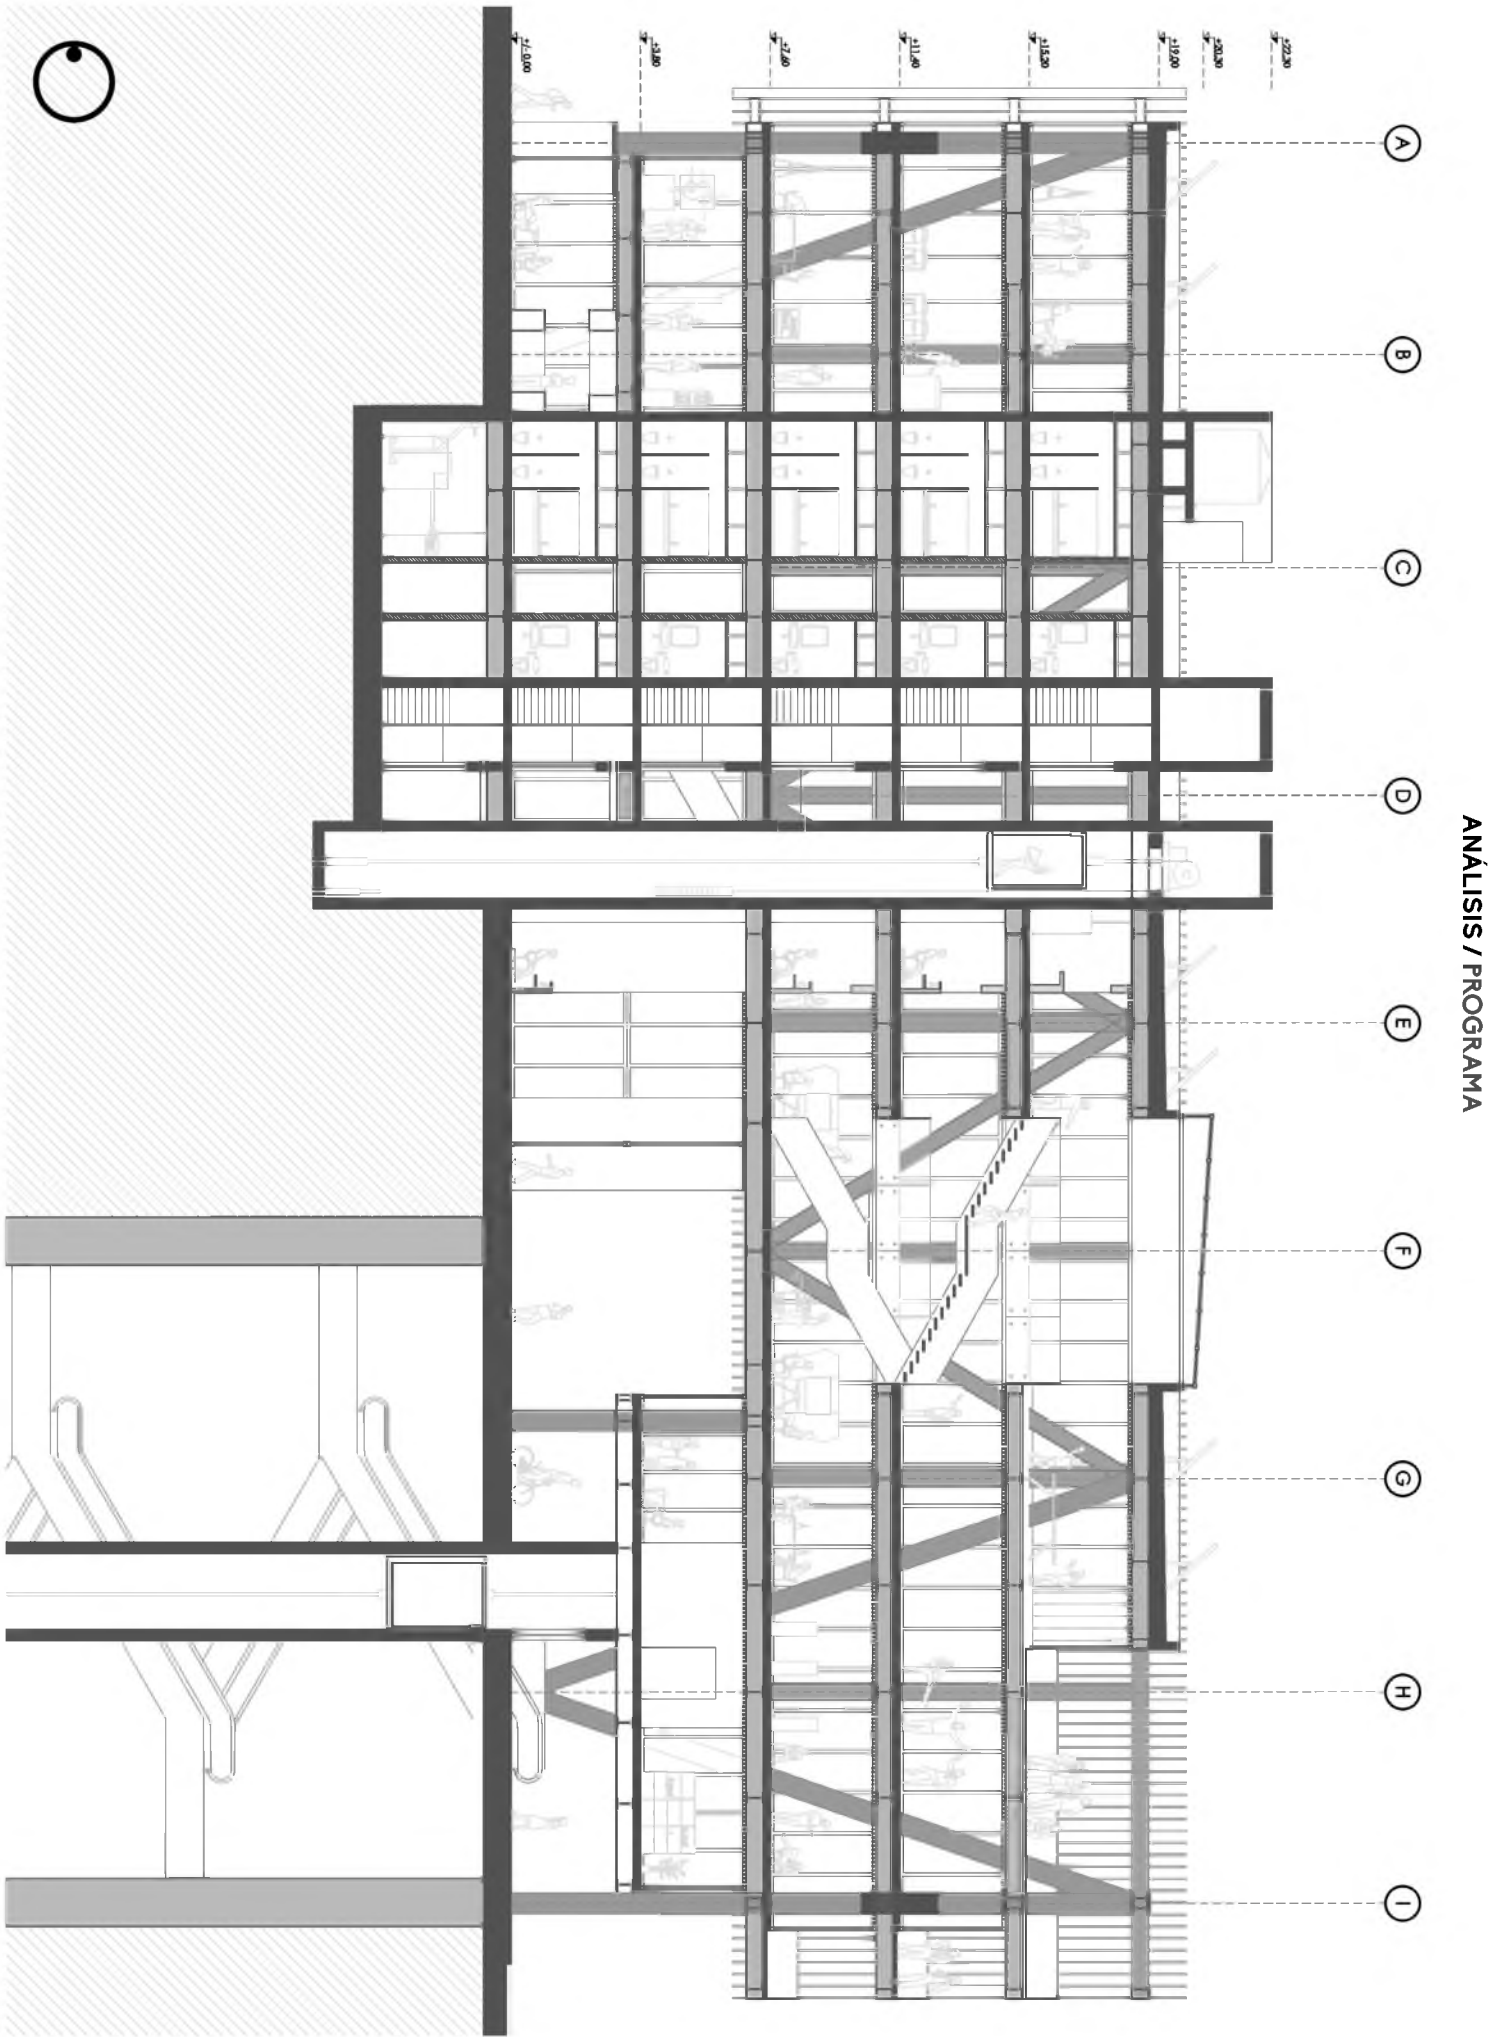 ANÁLISIS / PROGRAMA
+22,30
+20,30
+19,00
+15,20
+11,40
+7,60
+3,80
+/- 0,00
A
B
C
D
E
F
G
H
I